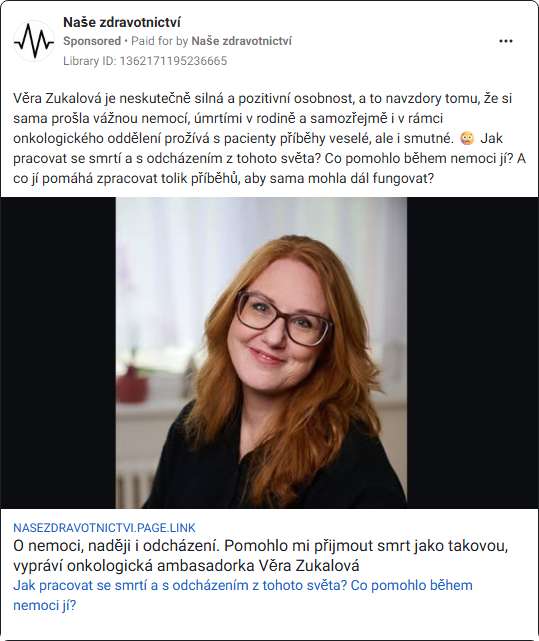 Naše zdravotnictví
Sponsored • Paid for by Naše zdravotnictví
Library ID: 1362171195236665
Věra Zukalová je neskutečně silná a pozitivní osobnost, a to navzdory tomu, že si
sama prošla vážnou nemocí, úmrtími v rodině a samozřejmě i v rámci
onkologického oddělení prožívá s pacienty příběhy veselé, ale i smutné. 🤪 Jak
pracovat se smrtí a s odcházením z tohoto světa? Co pomohlo během nemoci jí? A
co jí pomáhá zpracovat tolik příběhů, aby sama mohla dál fungovat?
NASEZDRAVOTNICTVI.PAGE.LINK
O nemoci, naději i odcházení. Pomohlo mi přijmout smrt jako takovou,
vypráví onkologická ambasadorka Věra Zukalová
Jak pracovat se smrtí a s odcházením z tohoto světa? Co pomohlo během
nemoci jí?